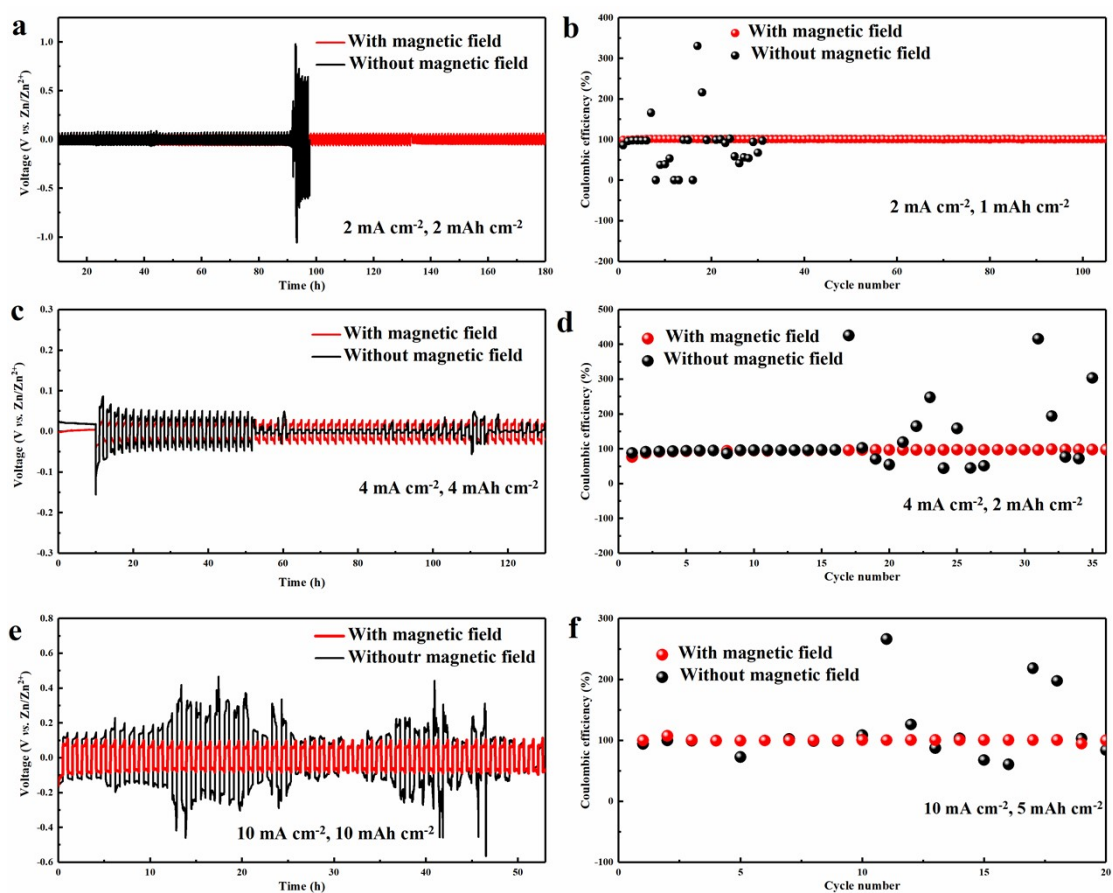 a
With magnetic field
Without magnetic field
Voltage (V vs. Zn/Zn²⁺)
1.0
0.5
0.0
-0.5
-1.0
2 mA cm⁻², 2 mAh cm⁻²
20 40 60 80 100 120 140 160 180
Time (h)
b
With magnetic field
Without magnetic field
Coulombic efficiency (%)
400
300
200
100
0
-100
-200
2 mA cm⁻², 1 mAh cm⁻²
0 20 40 60 80 100
Cycle number
c
With magnetic field
Without magnetic field
Voltage (V vs. Zn/Zn²⁺)
0.3
0.2
0.1
0.0
-0.1
-0.2
-0.3
4 mA cm⁻², 4 mAh cm⁻²
0 20 40 60 80 100 120
Time (h)
d
With magnetic field
Without magnetic field
Coulombic efficiency (%)
500
400
300
200
100
0
-100
-200
4 mA cm⁻², 2 mAh cm⁻²
0 5 10 15 20 25 30 35
Cycle number
e
With magnetic field
Withoutr magnetic field
Voltage (V vs. Zn/Zn²⁺)
0.8
0.6
0.4
0.2
0.0
-0.2
-0.4
-0.6
10 mA cm⁻², 10 mAh cm⁻²
0 10 20 30 40 50
Time (h)
f
With magnetic field
Without magnetic field
Coulombic efficiency (%)
300
200
100
0
-100
10 mA cm⁻², 5 mAh cm⁻²
0 5 10 15 20
Cycle number